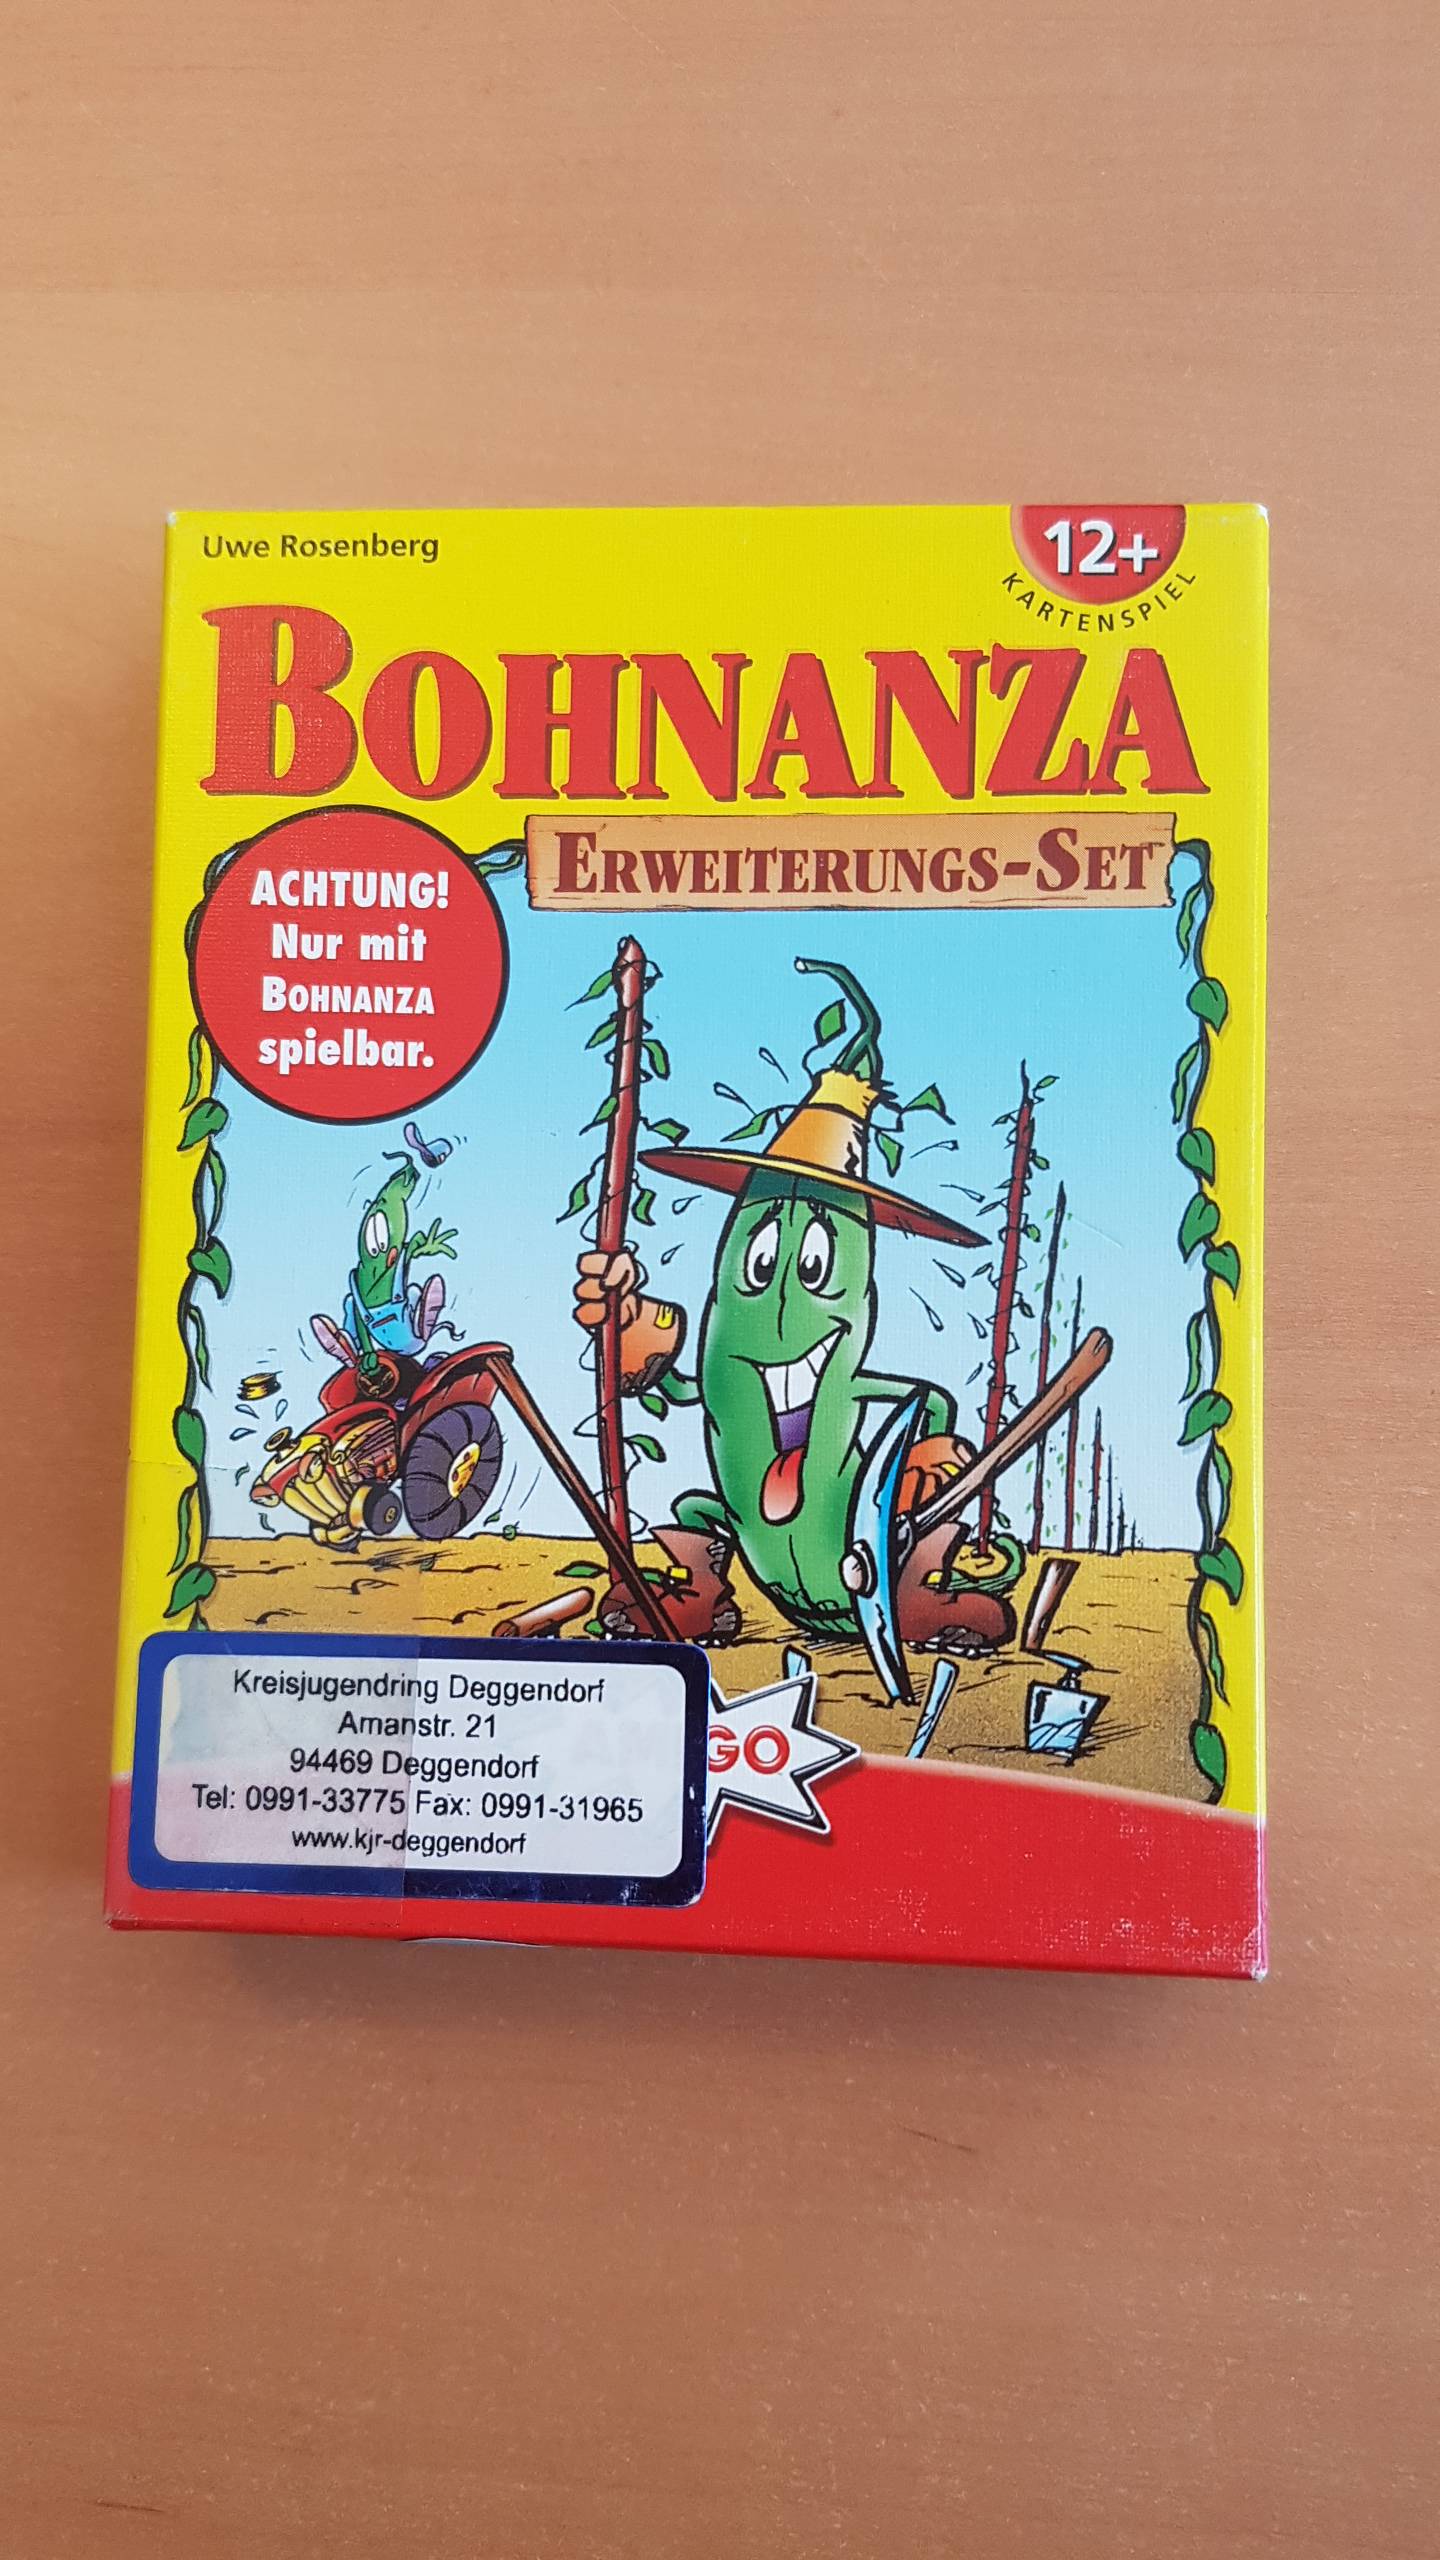 Uwe Rosenberg
12+
KARTENSPIEL
BOHNANZA
ERWEITERUNGS-SET
ACHTUNG!
Nur mit
BOHNANZA
spielbar.
Kreisjugendring Deggendorf
Amanstr. 21
94469 Deggendorf
Tel: 0991-33775 Fax: 0991-31965
www.kjr-deggendorf